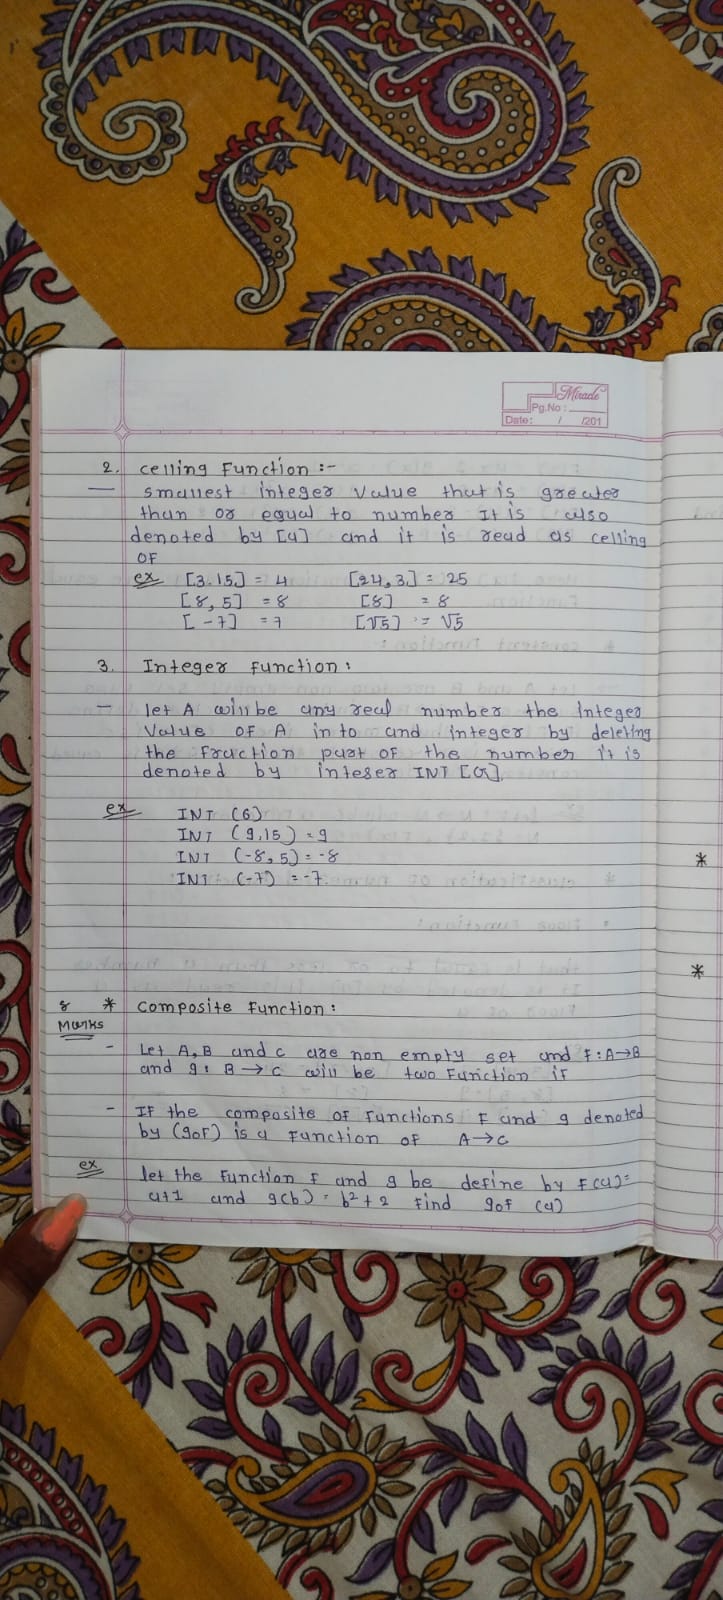 Mirade
Pg.No:
Date: / /201
2. Celling Function :-
— smallest integer value that is greater
than or equal to number It is also
denoted by [a] and it is read as celling
of
ex [3.15] = 4 [24,3.] = 25
[8,5] = 8 [8] = 8
[-7] = 7 [√5] = √5
3. Integer Function :
— let A will be any real number the Integer
Value of A in to and integer by deleting
the fraction part of the number it is
denoted by inteser INT [a].
ex INT (6)
INT (9.15) = 9
INT (-8,5) = -8
INT (-7) = -7.
*
*
8 * Composite Function :
Marks
- Let A, B and c are non empty set and f : A→B
and g : B → C will be two Function if
- If the composite of Functions f and g denoted
by (gof) is a Function of A→C
ex let the Function f and g be define by f(a)=
a+1 and g(b) = b²+2 find gof (a)